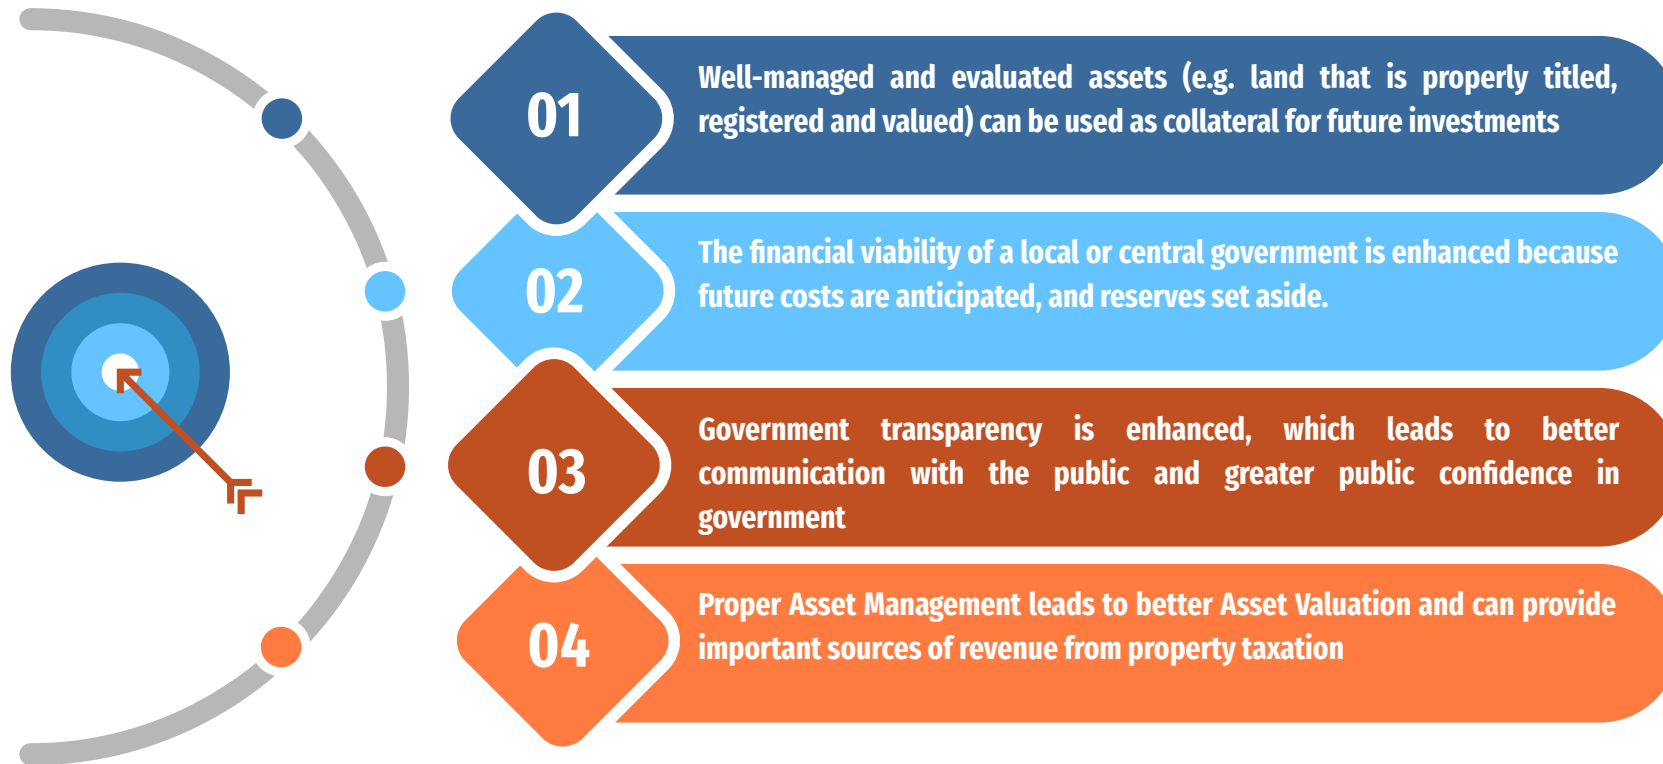 01
Well-managed and evaluated assets (e.g. land that is properly titled,
registered and valued) can be used as collateral for future investments
02
The financial viability of a local or central government is enhanced because
future costs are anticipated, and reserves set aside.
03
Government transparency is enhanced, which leads to better
communication with the public and greater public confidence in
government
04
Proper Asset Management leads to better Asset Valuation and can provide
important sources of revenue from property taxation